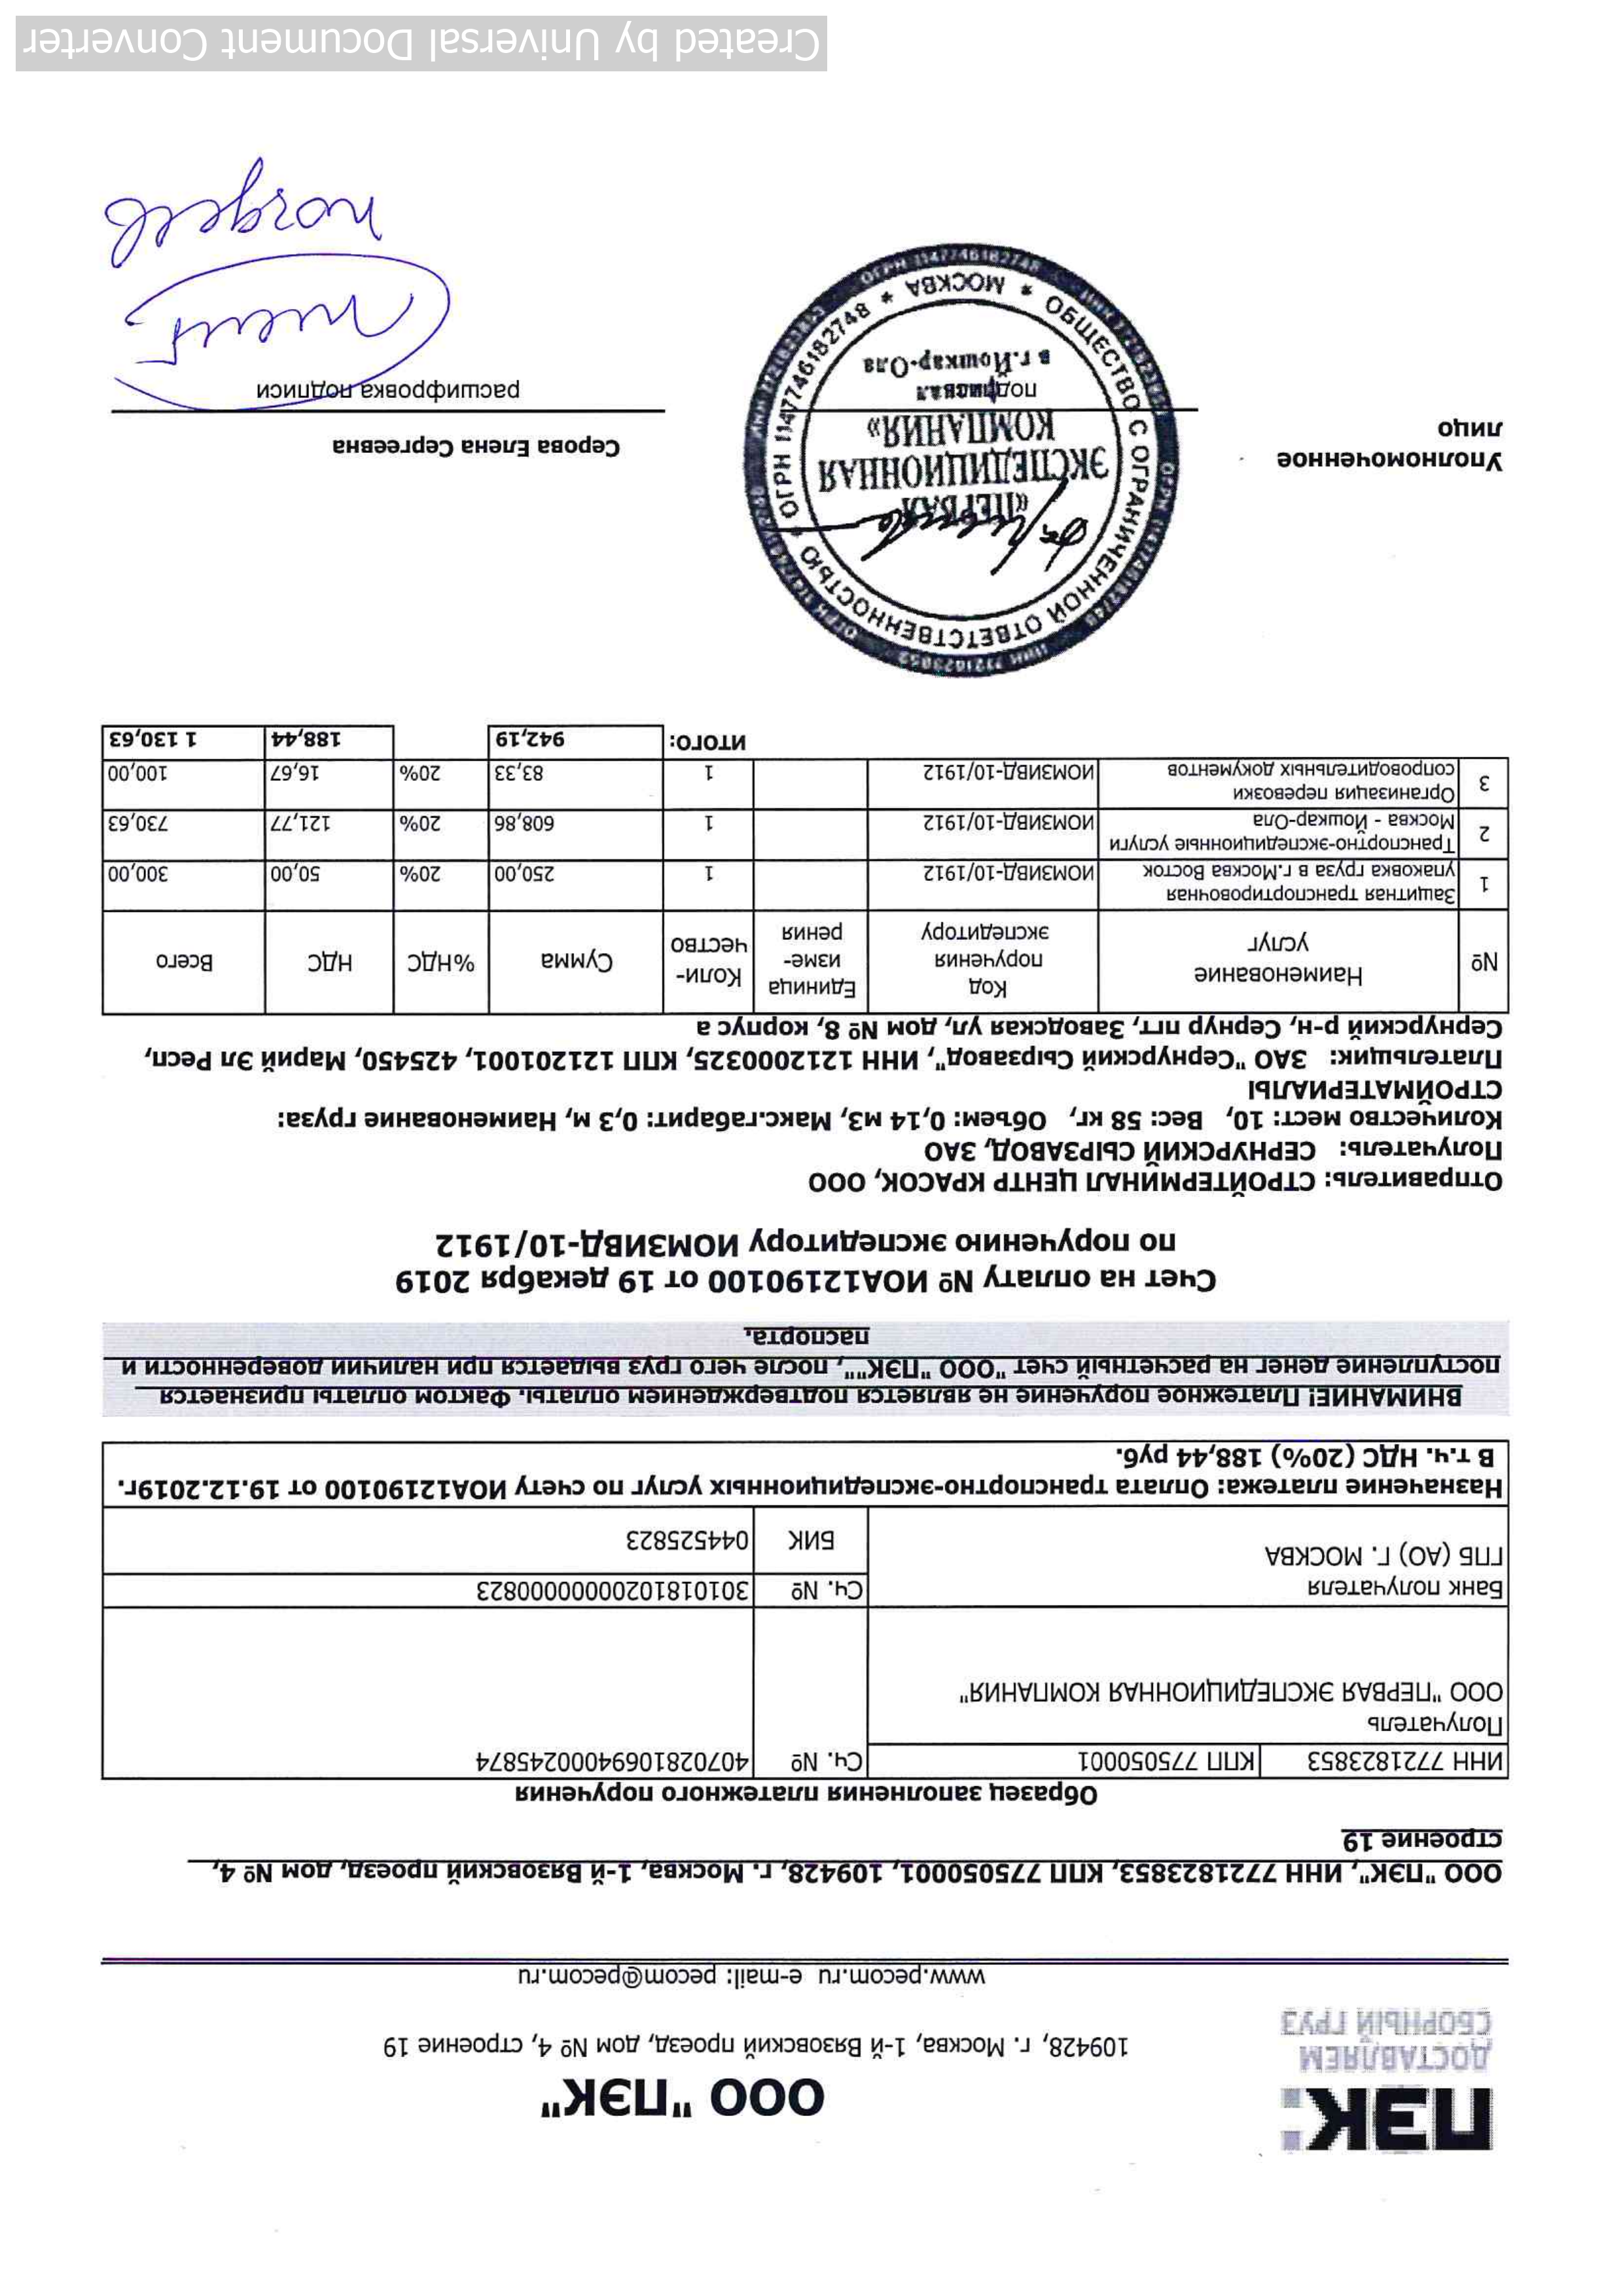 ПЭК:
ДОСТАВЛЯЕМ
СБОРНЫЙ ГРУЗ
ООО "ПЭК"
109428, г. Москва, 1-й Вязовский проезд, дом № 4, строение 19
www.pecom.ru e-mail: pecom@pecom.ru
ООО "ПЭК", ИНН 7721823853, КПП 775050001, 109428, г. Москва, 1-й Вязовский проезд, дом № 4,
строение 19
Образец заполнения платежного поручения
ИНН 7721823853 КПП 775050001 Сч. № 40702810694000245874
Получатель
ООО "ПЕРВАЯ ЭКСПЕДИЦИОННАЯ КОМПАНИЯ"
Банк получателя Сч. № 30101810200000000823
ГПБ (АО) Г. МОСКВА БИК 044525823
Назначение платежа: Оплата транспортно-экспедиционных услуг по счету ИОА12190100 от 19.12.2019г.
В т.ч. НДС (20%) 188,44 руб.
ВНИМАНИЕ! Платежное поручение не является подтверждением оплаты. Фактом оплаты признается
поступление денег на расчетный счет "ООО "ПЭК"", после чего груз выдается при наличии доверенности и
паспорта.
Счет на оплату № ИОА12190100 от 19 декабря 2019
по поручению экспедитору ИОМЗИВД-10/1912
Отправитель: СТРОЙТЕРМИНАЛ ЦЕНТР КРАСОК, ООО
Получатель: СЕРНУРСКИЙ СЫРЗАВОД, ЗАО
Количество мест: 10, Вес: 58 кг, Объем: 0,14 м3, Макс.габарит: 0,3 м, Наименование груза:
СТРОЙМАТЕРИАЛЫ
Плательщик: ЗАО "Сернурский Сырзавод", ИНН 1212000325, КПП 121201001, 425450, Марий Эл Респ,
Сернурский р-н, Сернур пгт, Заводская ул, дом № 8, корпус а
№ Наименование услуг Код поручения экспедитору Единица изме-рения Коли-чество Сумма %НДС НДС Всего
1 Защитная транспортировочная упаковка груза в г.Москва Восток ИОМЗИВД-10/1912 1 250,00 20% 50,00 300,00
2 Транспортно-экспедиционные услуги Москва - Йошкар-Ола ИОМЗИВД-10/1912 1 608,86 20% 121,77 730,63
3 Организация перевозки сопроводительных документов ИОМЗИВД-10/1912 1 83,33 20% 16,67 100,00
ИТОГО: 942,19 188,44 1 130,63
ОБЩЕСТВО С ОГРАНИЧЕННОЙ ОТВЕТСТВЕННОСТЬЮ * ОГРН 1147746182748 * МОСКВА *
«ПЕРВАЯ
ЭКСПЕДИЦИОННАЯ
КОМПАНИЯ»
в г.Йошкар-Ола
Уполномоченное
лицо
Серова Елена Сергеевна
расшифровка подписи
Created by Universal Document Converter